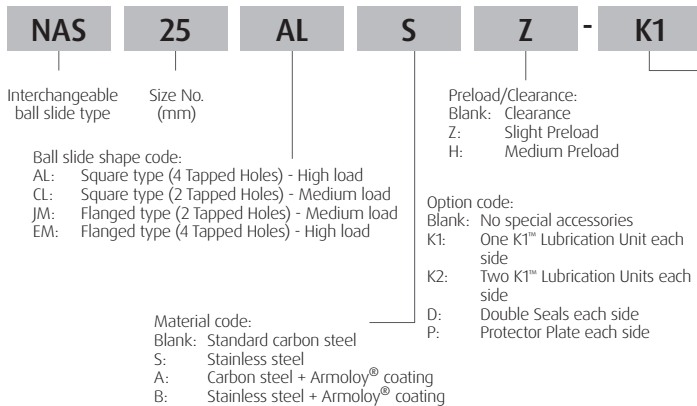 NAS 25 AL S Z - K1
Interchangeable
ball slide type
Size No.
(mm)
Ball slide shape code:
AL: Square type (4 Tapped Holes) - High load
CL: Square type (2 Tapped Holes) - Medium load
JM: Flanged type (2 Tapped Holes) - Medium load
EM: Flanged type (4 Tapped Holes) - High load
Material code:
Blank: Standard carbon steel
S: Stainless steel
A: Carbon steel + Armoloy® coating
B: Stainless steel + Armoloy® coating
Preload/Clearance:
Blank: Clearance
Z: Slight Preload
H: Medium Preload
Option code:
Blank: No special accessories
K1: One K1™ Lubrication Unit each
side
K2: Two K1™ Lubrication Units each
side
D: Double Seals each side
P: Protector Plate each side